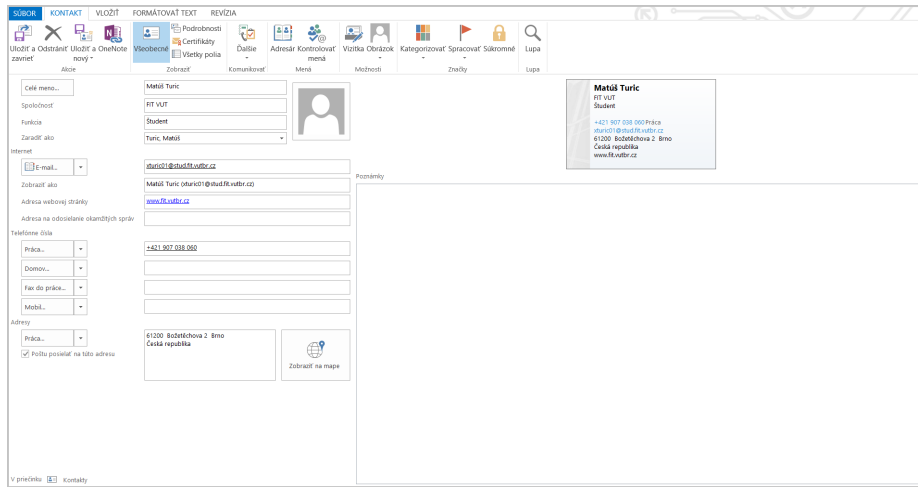 SÚBOR KONTAKT VLOŽIŤ FORMÁTOVAŤ TEXT REVÍZIA
Uložiť a zavrieť
Odstrániť
Uložiť a nový
OneNote
Všeobecné
Podrobnosti
Certifikáty
Všetky polia
Ďalšie
Adresár
Kontrolovať mená
Vizitka
Obrázok
Kategorizovať
Spracovať
Súkromné
Lupa
Akcie Zobraziť Komunikovať Mená Možnosti Značky Lupa
Celé meno... Matúš Turic
Spoločnosť FIT VUT
Funkcia Študent
Zaradiť ako Turic, Matúš
Internet
E-mail... xturic01@stud.fit.vutbr.cz
Zobraziť ako Matúš Turic (xturic01@stud.fit.vutbr.cz)
Adresa webovej stránky www.fit.vutbr.cz
Adresa na odosielanie okamžitých správ
Telefónne čísla
Práca... +421 907 038 060
Domov...
Fax do práce...
Mobil...
Adresy
Práca... 61200 Božetěchova 2 Brno
Česká republika
Poštu posielať na túto adresu
Zobraziť na mape
Matúš Turic
FIT VUT
Študent
+421 907 038 060 Práca
xturic01@stud.fit.vutbr.cz
61200 Božetěchova 2 Brno
Česká republika
www.fit.vutbr.cz
Poznámky
V priečinku Kontakty